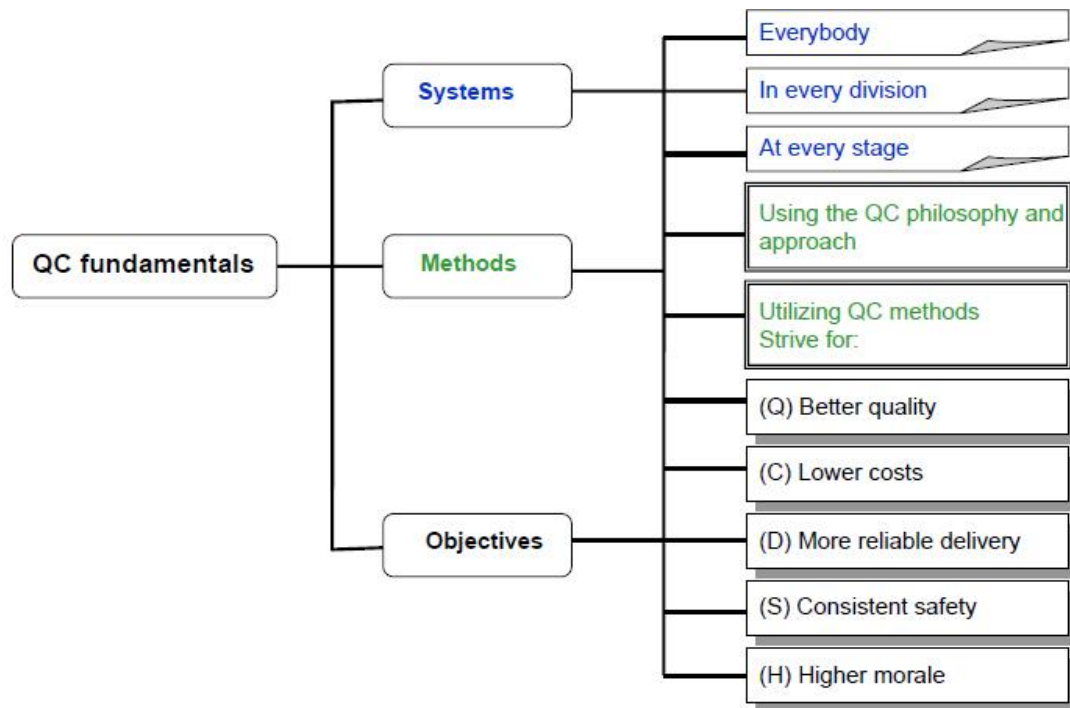 QC fundamentals
Systems
Methods
Objectives
Everybody
In every division
At every stage
Using the QC philosophy and
approach
Utilizing QC methods
Strive for:
(Q) Better quality
(C) Lower costs
(D) More reliable delivery
(S) Consistent safety
(H) Higher morale